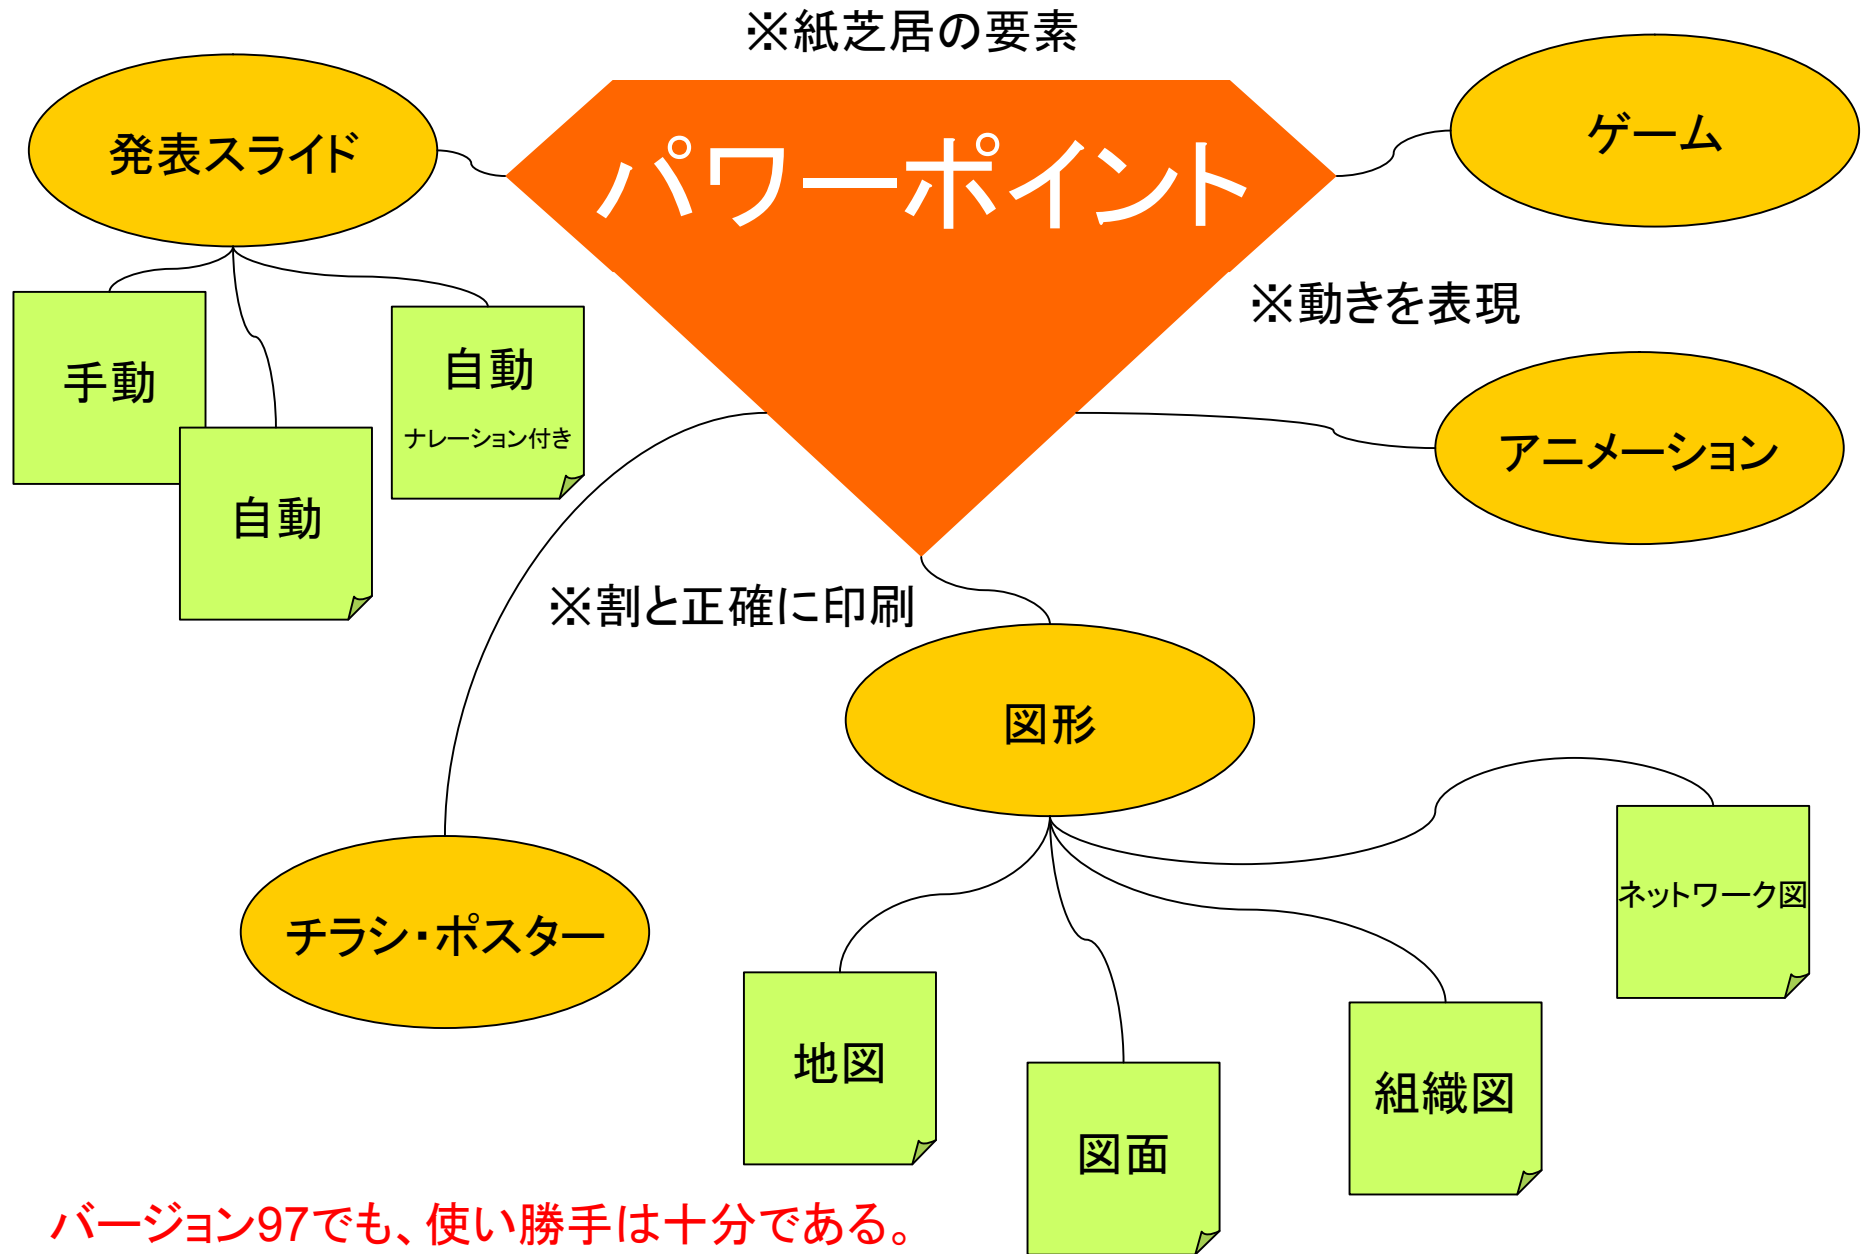 ※紙芝居の要素
発表スライド
パワーポイント
ゲーム
※動きを表現
手動
自動
自動
ナレーション付き
アニメーション
※割と正確に印刷
図形
チラシ・ポスター
ネットワーク図
地図
図面
組織図
バージョン97でも、使い勝手は十分である。